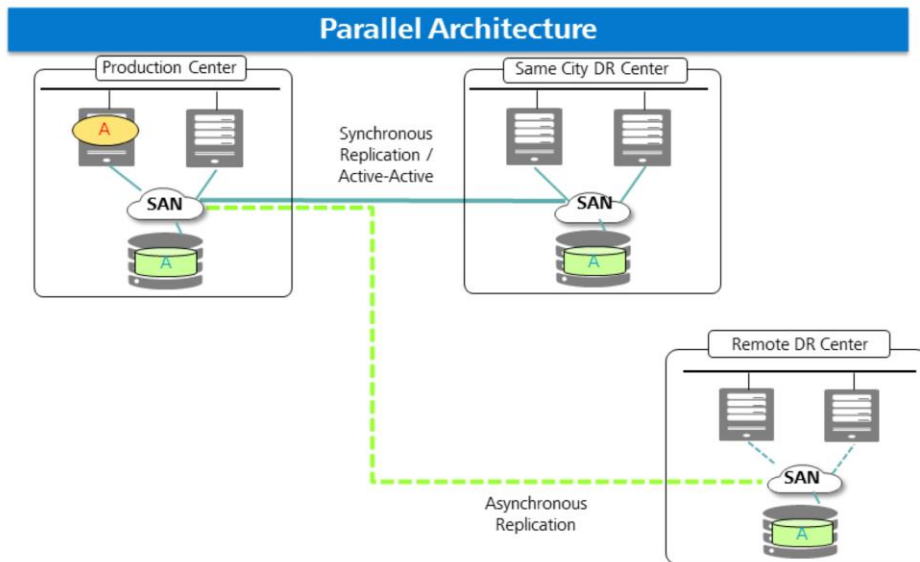 Parallel Architecture
Production Center
Same City DR Center
A
Synchronous
Replication /
Active-Active
SAN
SAN
A
A
Remote DR Center
SAN
Asynchronous
Replication
A